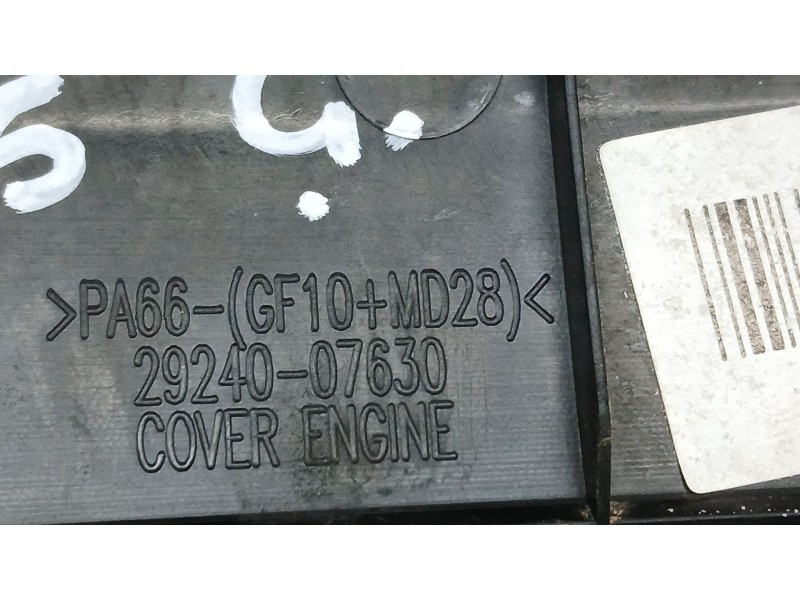 >PA66-(GF10+MD28)<
29240-07630
COVER ENGINE